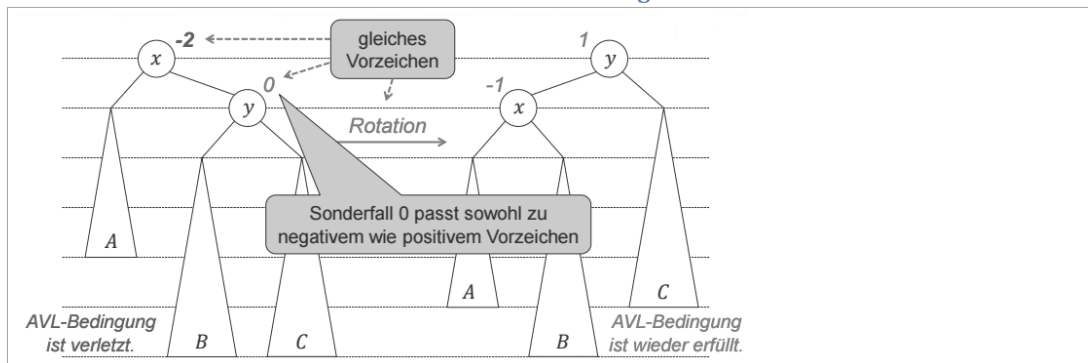 -2
gleiches
Vorzeichen
1
x
y
0
-1
y
x
Rotation
Sonderfall 0 passt sowohl zu
negativem wie positivem Vorzeichen
A
A
C
AVL-Bedingung
ist verletzt.
B
C
B
AVL-Bedingung
ist wieder erfüllt.